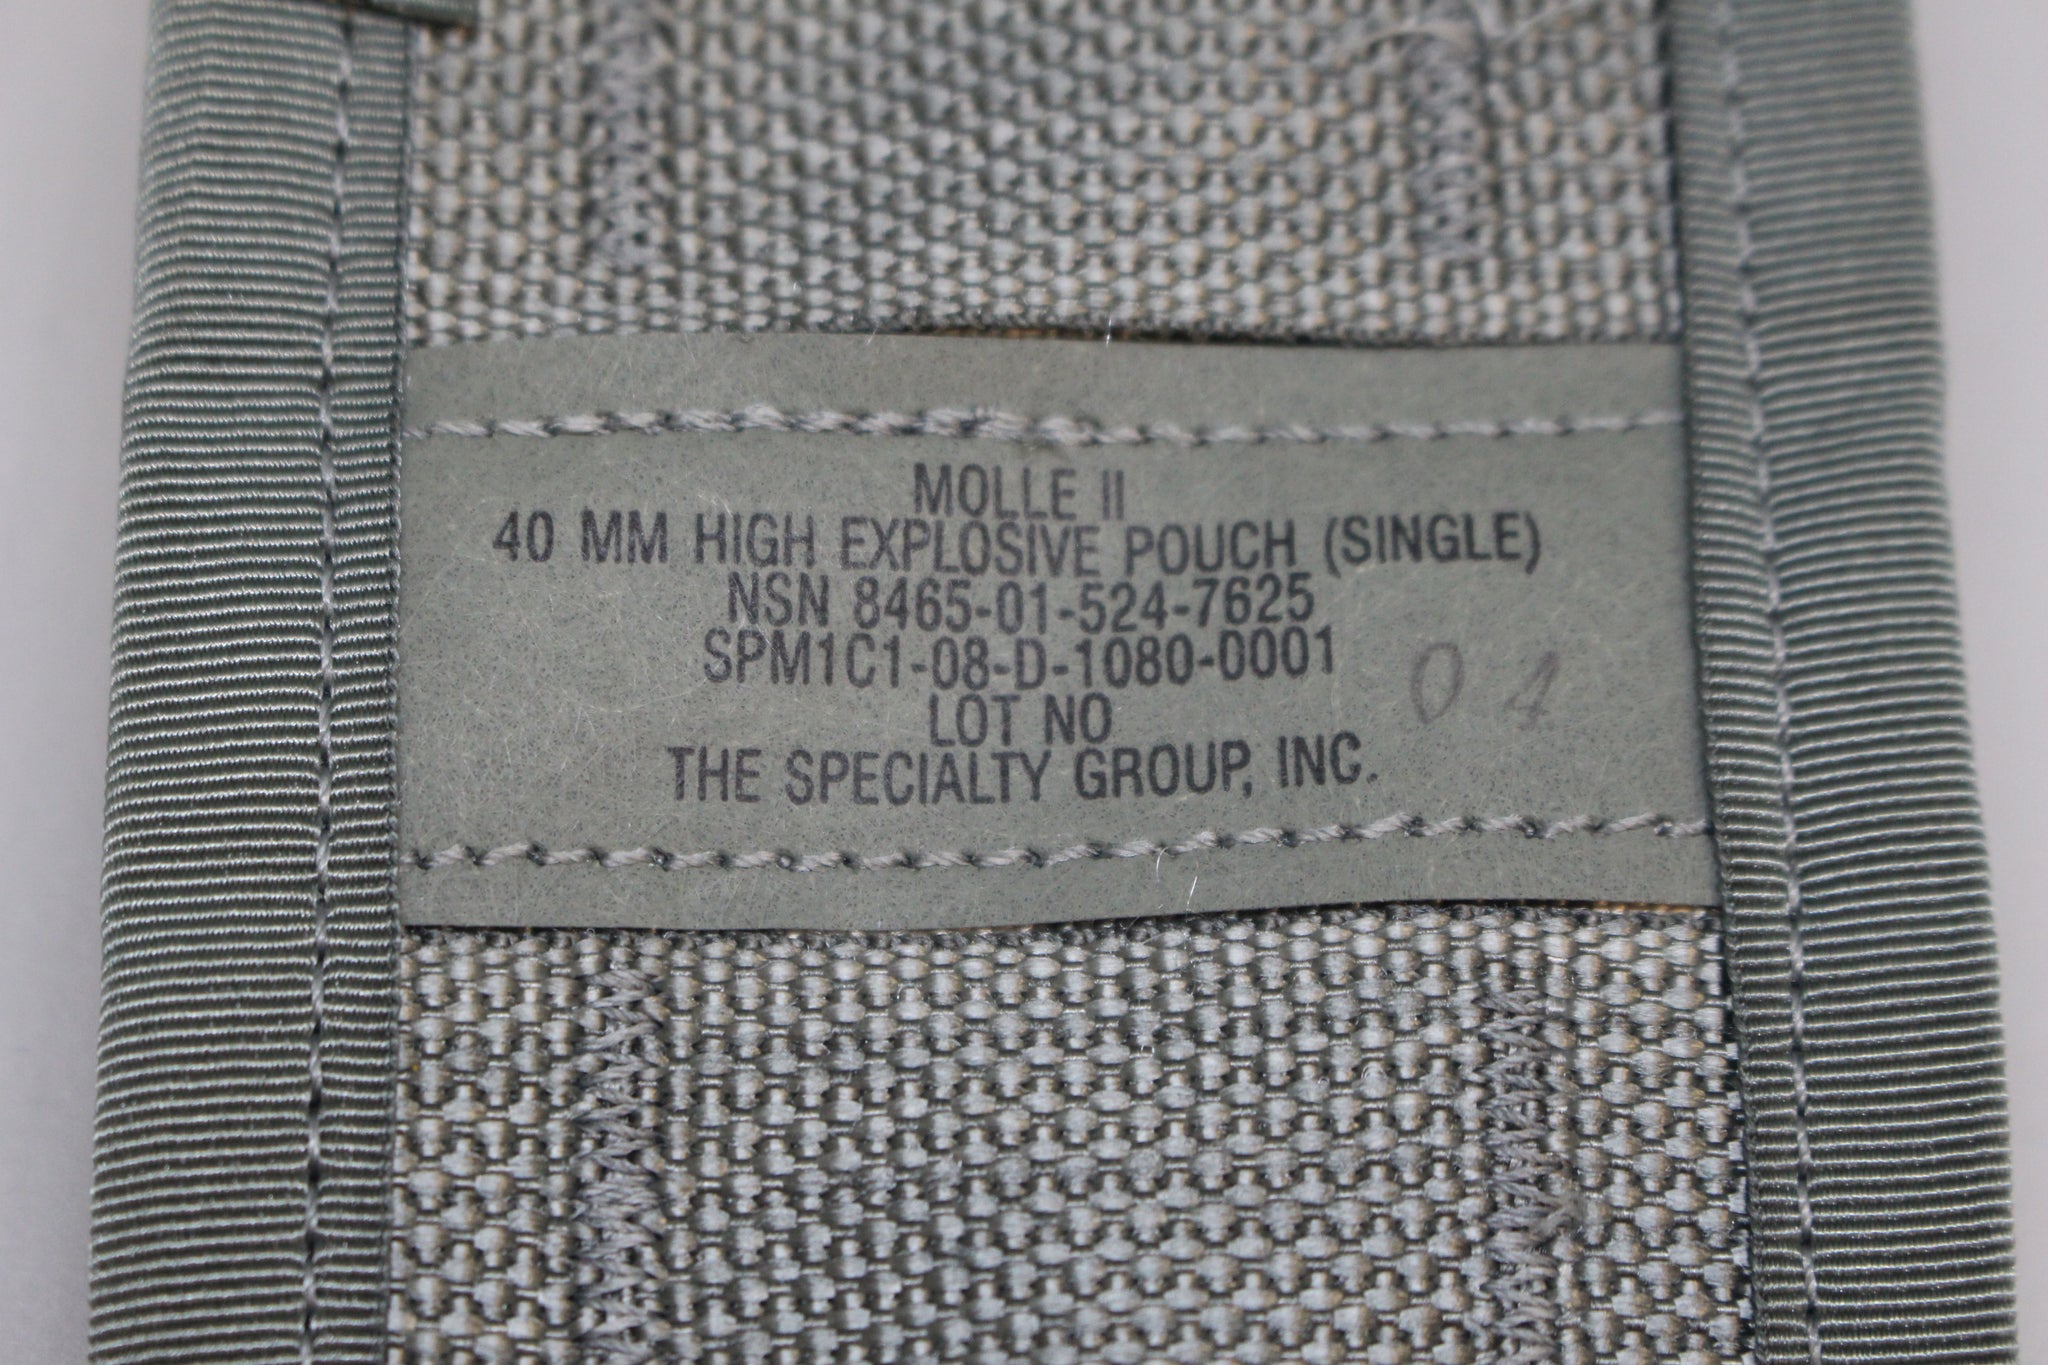 MOLLE II
40 MM HIGH EXPLOSIVE POUCH (SINGLE)
NSN 8465-01-524-7625
SPM1C1-08-D-1080-0001
LOT NO 04
THE SPECIALTY GROUP, INC.